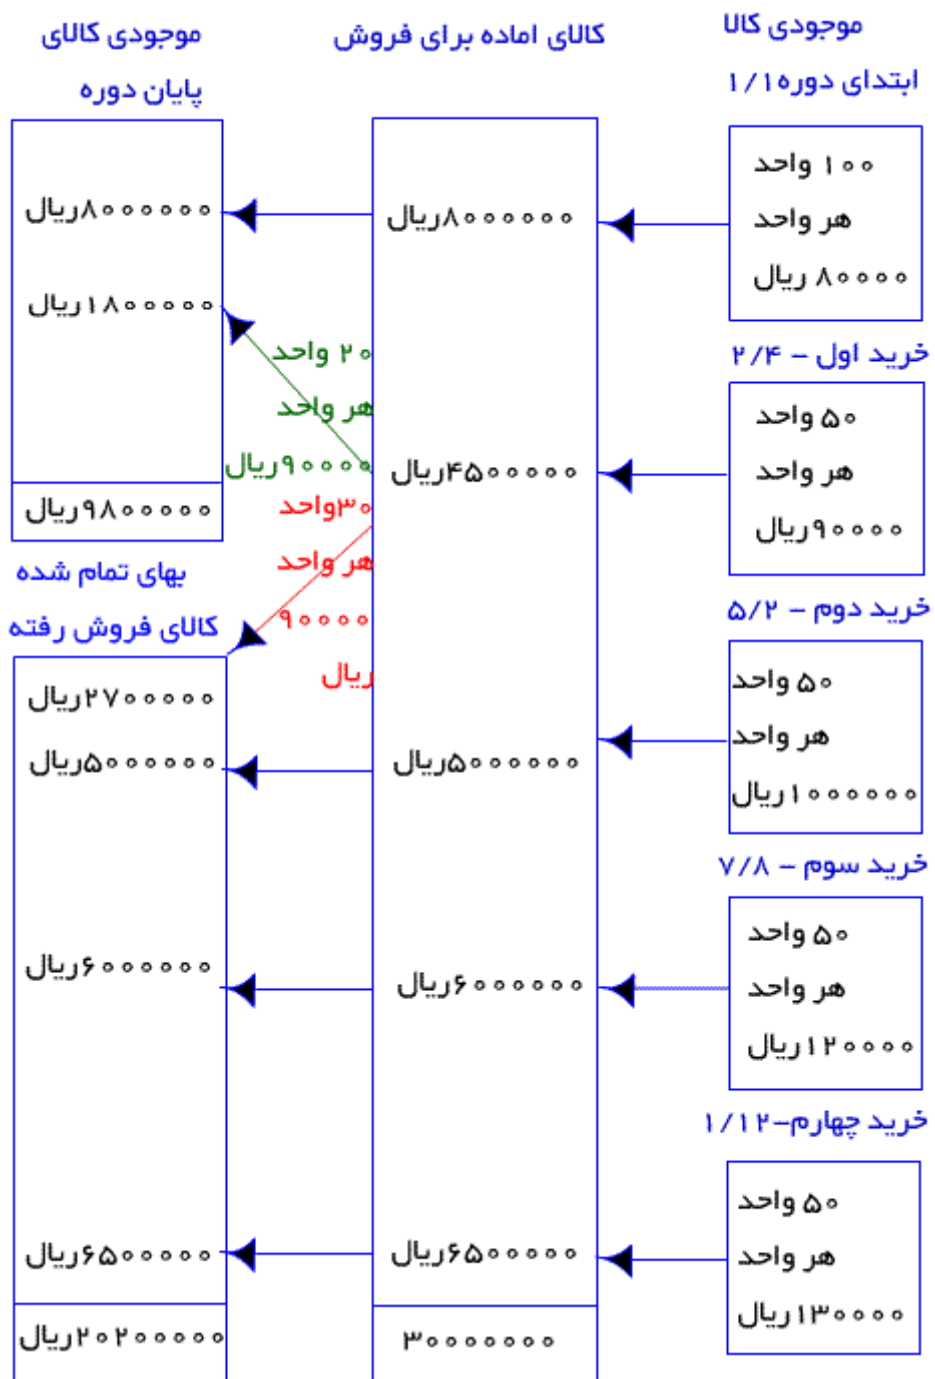 موجودی کالا
ابتدای دوره۱/۱
۱۰۰ واحد
هر واحد
۸۰۰۰۰ ریال
خرید اول - ۲/۴
۵۰ واحد
هر واحد
۹۰۰۰۰ریال
خرید دوم - ۵/۲
۵۰ واحد
هر واحد
۱۰۰۰۰۰۰ریال
خرید سوم - ۷/۸
۵۰ واحد
هر واحد
۱۲۰۰۰۰ریال
خرید چهارم-۱/۱۲
۵۰ واحد
هر واحد
۱۳۰۰۰۰ریال
کالای اماده برای فروش
۸۰۰۰۰۰۰ریال
۴۵۰۰۰۰۰ریال
۵۰۰۰۰۰۰ریال
۶۰۰۰۰۰۰ریال
۶۵۰۰۰۰۰ریال
۳۰۰۰۰۰۰۰
۲۰ واحد
هر واحد
۹۰۰۰۰ریال
۳۰واحد
هر واحد
۹۰۰۰۰
ریال
موجودی کالای
پایان دوره
۸۰۰۰۰۰۰ریال
۱۸۰۰۰۰۰ریال
۹۸۰۰۰۰۰ریال
بهای تمام شده
کالای فروش رفته
۲۷۰۰۰۰۰ریال
۵۰۰۰۰۰۰ریال
۶۰۰۰۰۰۰ریال
۶۵۰۰۰۰۰ریال
۲۰۲۰۰۰۰۰ریال